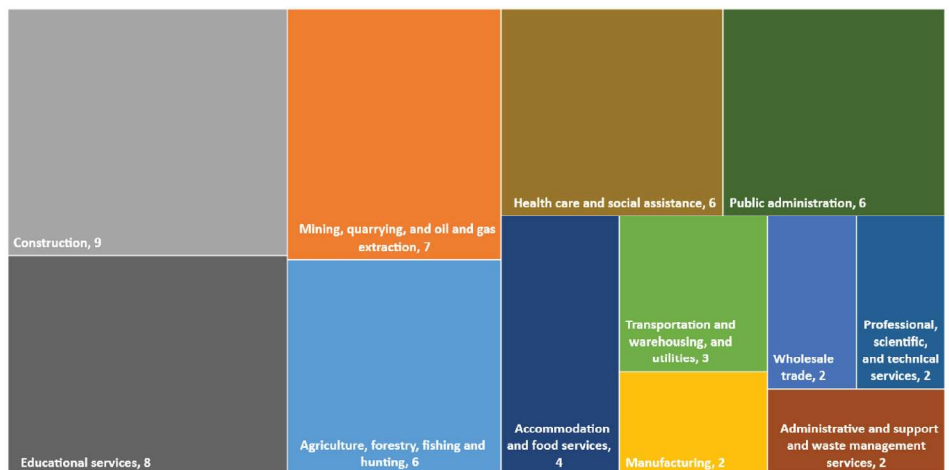 Construction, 9
Educational services, 8
Mining, quarrying, and oil and gas
extraction, 7
Agriculture, forestry, fishing and
hunting, 6
Health care and social assistance, 6
Public administration, 6
Accommodation
and food services,
4
Transportation and
warehousing, and
utilities, 3
Manufacturing, 2
Wholesale
trade, 2
Professional,
scientific,
and technical
services, 2
Administrative and support
and waste management
services, 2